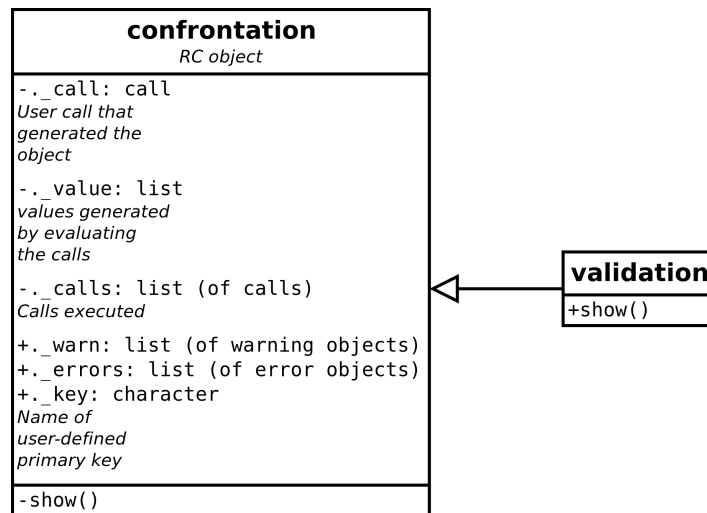 confrontation
RC object
-._call: call
User call that
generated the
object
-._value: list
values generated
by evaluating
the calls
-._calls: list (of calls)
Calls executed
+._warn: list (of warning objects)
+._errors: list (of error objects)
+._key: character
Name of
user-defined
primary key
-show()
validation
+show()